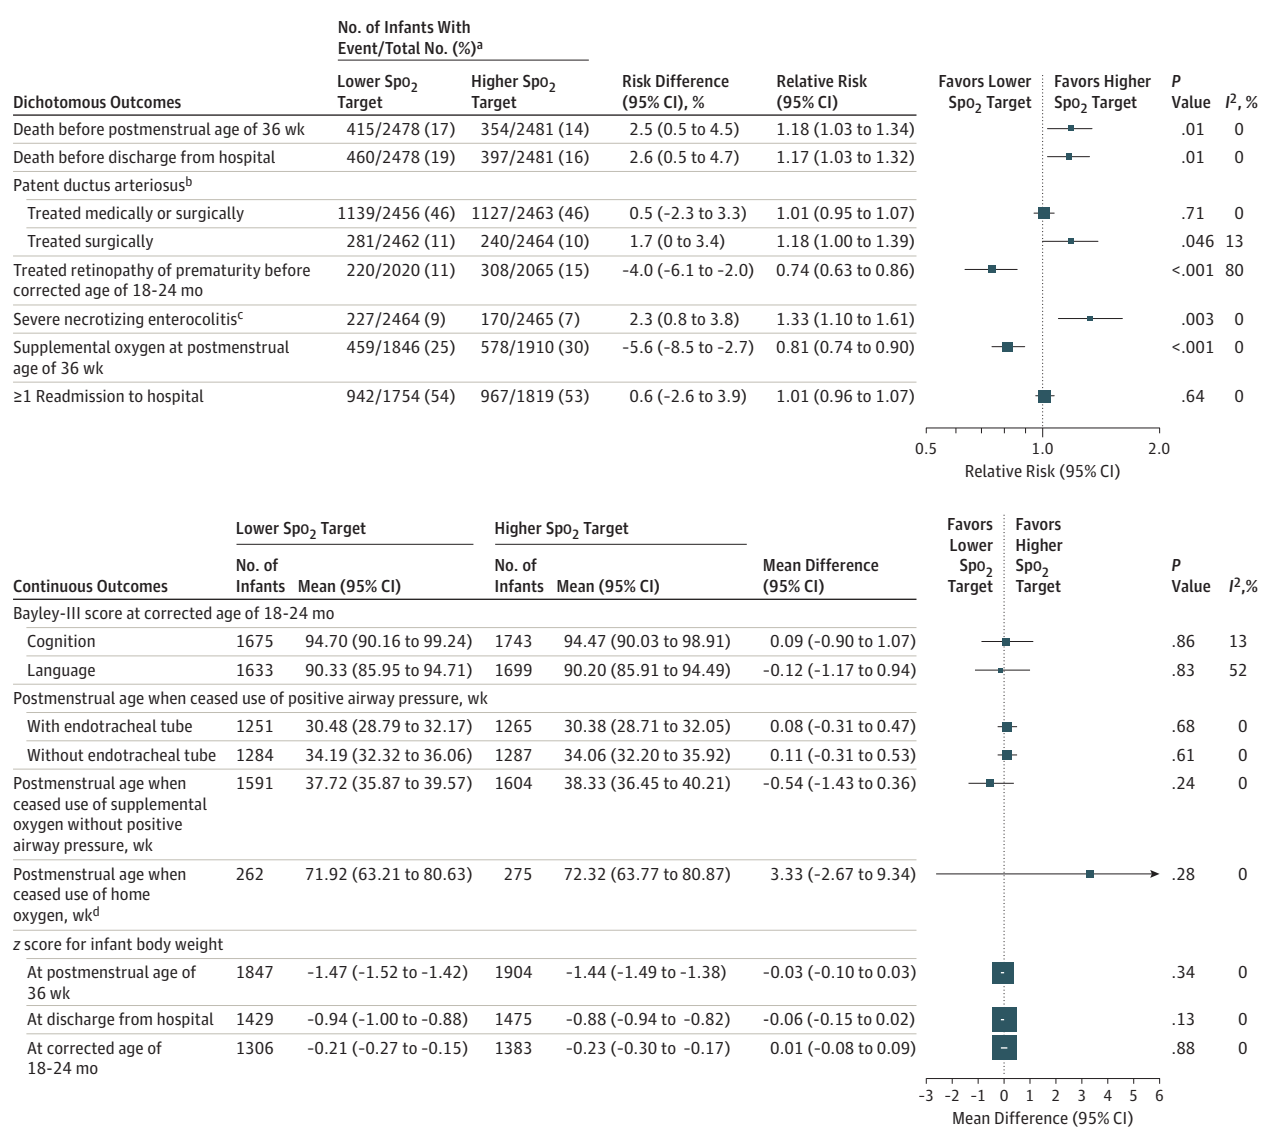 No. of Infants With
Event/Total No. (%)a
Dichotomous Outcomes
Lower Spo2 Target
Higher Spo2 Target
Risk Difference (95% CI), %
Relative Risk (95% CI)
Favors Lower Spo2 Target
Favors Higher Spo2 Target
P Value
I2, %
Death before postmenstrual age of 36 wk 415/2478 (17) 354/2481 (14) 2.5 (0.5 to 4.5) 1.18 (1.03 to 1.34) .01 0
Death before discharge from hospital 460/2478 (19) 397/2481 (16) 2.6 (0.5 to 4.7) 1.17 (1.03 to 1.32) .01 0
Patent ductus arteriosusb
Treated medically or surgically 1139/2456 (46) 1127/2463 (46) 0.5 (-2.3 to 3.3) 1.01 (0.95 to 1.07) .71 0
Treated surgically 281/2462 (11) 240/2464 (10) 1.7 (0 to 3.4) 1.18 (1.00 to 1.39) .046 13
Treated retinopathy of prematurity before 220/2020 (11) 308/2065 (15) -4.0 (-6.1 to -2.0) 0.74 (0.63 to 0.86) <.001 80
corrected age of 18-24 mo
Severe necrotizing enterocolitisc 227/2464 (9) 170/2465 (7) 2.3 (0.8 to 3.8) 1.33 (1.10 to 1.61) .003 0
Supplemental oxygen at postmenstrual 459/1846 (25) 578/1910 (30) -5.6 (-8.5 to -2.7) 0.81 (0.74 to 0.90) <.001 0
age of 36 wk
≥1 Readmission to hospital 942/1754 (54) 967/1819 (53) 0.6 (-2.6 to 3.9) 1.01 (0.96 to 1.07) .64 0
0.5 1.0 2.0
Relative Risk (95% CI)
Lower Spo2 Target
Higher Spo2 Target
Continuous Outcomes
No. of Infants
Mean (95% CI)
No. of Infants
Mean (95% CI)
Mean Difference (95% CI)
Favors Lower Spo2 Target
Favors Higher Spo2 Target
P Value
I2,%
Bayley-III score at corrected age of 18-24 mo
Cognition 1675 94.70 (90.16 to 99.24) 1743 94.47 (90.03 to 98.91) 0.09 (-0.90 to 1.07) .86 13
Language 1633 90.33 (85.95 to 94.71) 1699 90.20 (85.91 to 94.49) -0.12 (-1.17 to 0.94) .83 52
Postmenstrual age when ceased use of positive airway pressure, wk
With endotracheal tube 1251 30.48 (28.79 to 32.17) 1265 30.38 (28.71 to 32.05) 0.08 (-0.31 to 0.47) .68 0
Without endotracheal tube 1284 34.19 (32.32 to 36.06) 1287 34.06 (32.20 to 35.92) 0.11 (-0.31 to 0.53) .61 0
Postmenstrual age when 1591 37.72 (35.87 to 39.57) 1604 38.33 (36.45 to 40.21) -0.54 (-1.43 to 0.36) .24 0
ceased use of supplemental
oxygen without positive
airway pressure, wk
Postmenstrual age when 262 71.92 (63.21 to 80.63) 275 72.32 (63.77 to 80.87) 3.33 (-2.67 to 9.34) .28 0
ceased use of home
oxygen, wkd
z score for infant body weight
At postmenstrual age of 1847 -1.47 (-1.52 to -1.42) 1904 -1.44 (-1.49 to -1.38) -0.03 (-0.10 to 0.03) .34 0
36 wk
At discharge from hospital 1429 -0.94 (-1.00 to -0.88) 1475 -0.88 (-0.94 to -0.82) -0.06 (-0.15 to 0.02) .13 0
At corrected age of 1306 -0.21 (-0.27 to -0.15) 1383 -0.23 (-0.30 to -0.17) 0.01 (-0.08 to 0.09) .88 0
18-24 mo
-3 -2 -1 0 1 2 3 4 5 6
Mean Difference (95% CI)